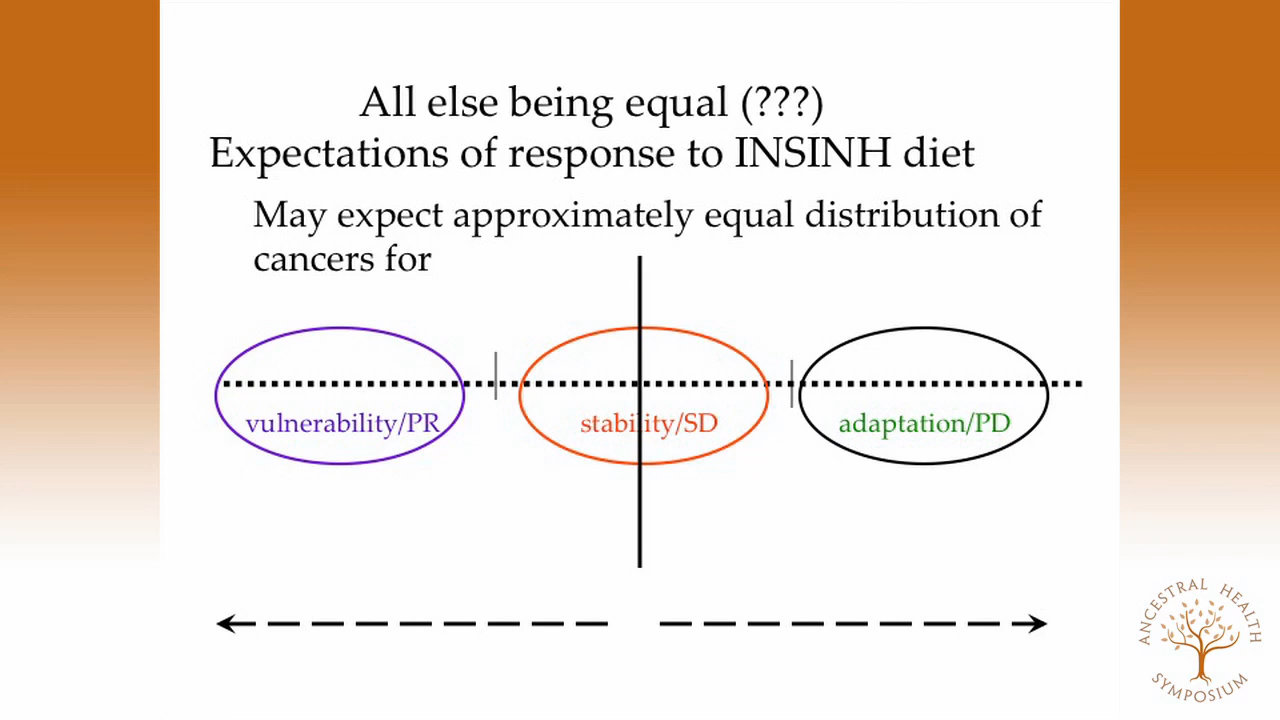 All else being equal (???)
Expectations of response to INSINH diet
May expect approximately equal distribution of
cancers for
vulnerability/PR
stability/SD
adaptation/PD
ANCESTRAL HEALTH
SYMPOSIUM